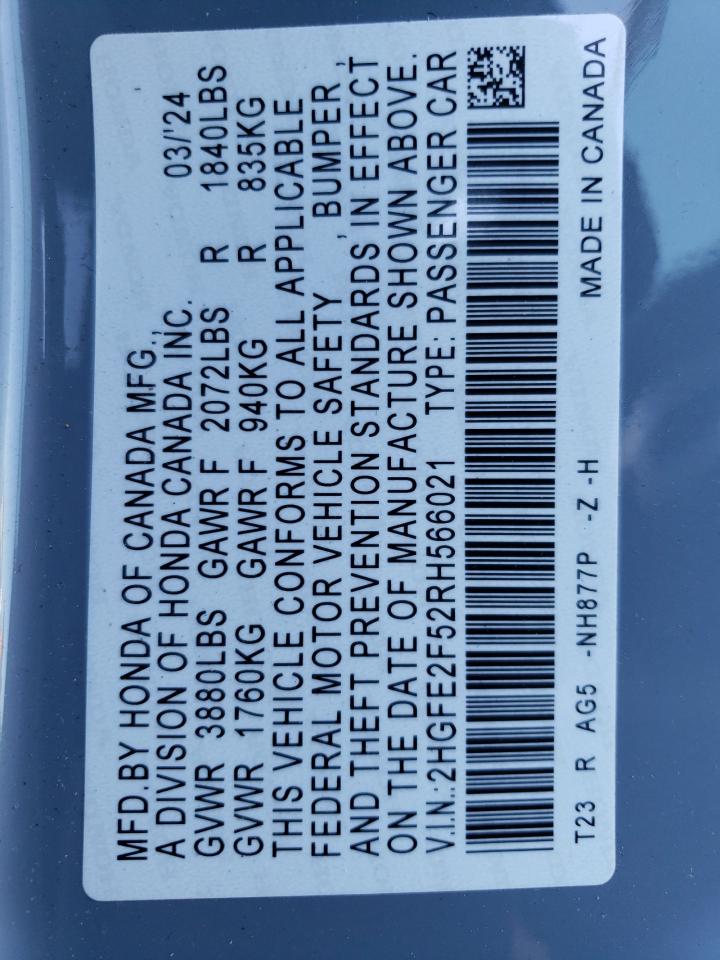 MFD.BY HONDA OF CANADA MFG., 03/'24
A DIVISION OF HONDA CANADA INC.
GVWR 3880LBS GAWR F 2072LBS R 1840LBS
GVWR 1760KG GAWR F 940KG R 835KG
THIS VEHICLE CONFORMS TO ALL APPLICABLE
FEDERAL MOTOR VEHICLE SAFETY , BUMPER ,
AND THEFT PREVENTION STANDARDS IN EFFECT
ON THE DATE OF MANUFACTURE SHOWN ABOVE.
V.I.N.:2HGFE2F52RH566021 TYPE: PASSENGER CAR
T23 R AG5 -NH877P -Z -H MADE IN CANADA